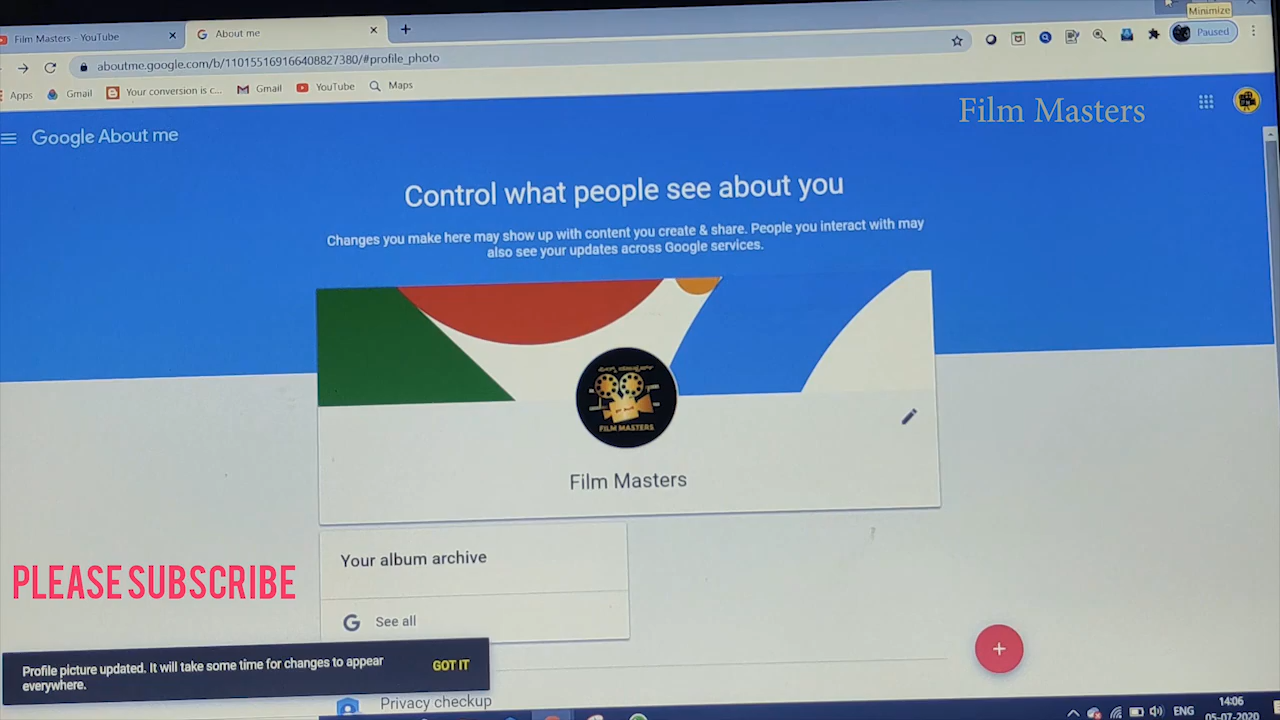 Minimize
Film Masters - YouTube
About me
Paused
aboutme.google.com/b/110155169166408827380/#profile_photo
Apps
Gmail
Your conversion is c...
Gmail
YouTube
Maps
Film Masters
Google About me
Control what people see about you
Changes you make here may show up with content you create & share. People you interact with may
also see your updates across Google services.
FILM MASTERS
Film Masters
Your album archive
PLEASE SUBSCRIBE
See all
Profile picture updated. It will take some time for changes to appear
everywhere.
GOT IT
Privacy checkup
ENG
14:06
05-07-2020